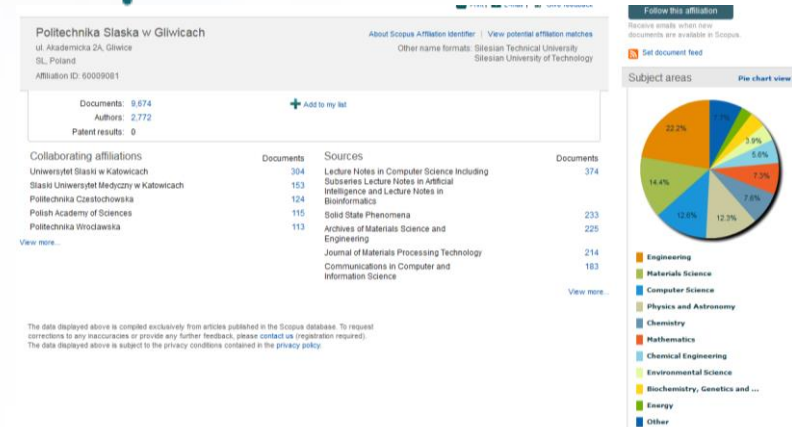 Follow this affiliation
Receive emails when new
documents are available in Scopus.
Set document feed
Politechnika Slaska w Gliwicach
ul. Akademicka 2A, Gliwice
SL, Poland
Affiliation ID: 60009081
About Scopus Affiliation Identifier | View potential affiliation matches
Other name formats: Silesian Technical University
Silesian University of Technology
Documents: 9,674
Authors: 2,772
Patent results: 0
Add to my list
Collaborating affiliations Documents
Uniwersytet Slaski w Katowicach 304
Slaski Uniwersytet Medyczny w Katowicach 153
Politechnika Czestochowska 124
Polish Academy of Sciences 115
Politechnika Wroclawska 113
View more...
Sources Documents
Lecture Notes in Computer Science Including 374
Subseries Lecture Notes in Artificial
Intelligence and Lecture Notes in
Bioinformatics
Solid State Phenomena 233
Archives of Materials Science and 225
Engineering
Journal of Materials Processing Technology 214
Communications in Computer and 183
Information Science
View more...
The data displayed above is compiled exclusively from articles published in the Scopus database. To request
corrections to any inaccuracies or provide any further feedback, please contact us (registration required).
The data displayed above is subject to the privacy conditions contained in the privacy policy.
Subject areas Pie chart view
22.2%
14.4%
12.3%
7.6%
7.3%
5.6%
3.9%
Engineering
Materials Science
Computer Science
Physics and Astronomy
Chemistry
Mathematics
Chemical Engineering
Environmental Science
Biochemistry, Genetics and ...
Energy
Other